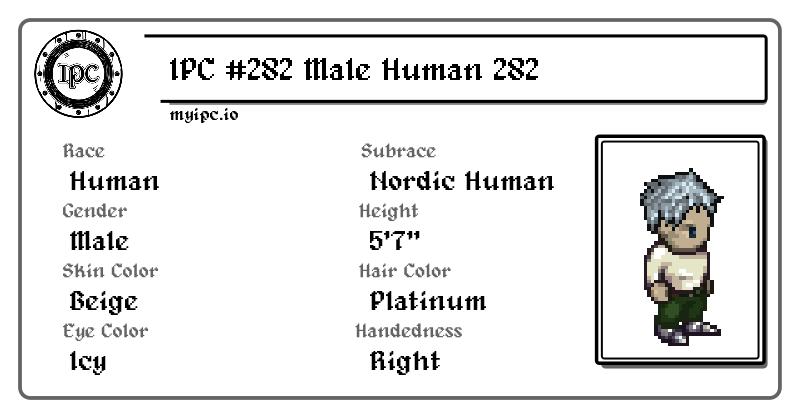 IPC
IPC #282 Male Human 282
myipc.io
Race
Human
Subrace
Nordic Human
Gender
Male
Height
5'7"
Skin Color
Beige
Hair Color
Platinum
Eye Color
Icy
Handedness
Right